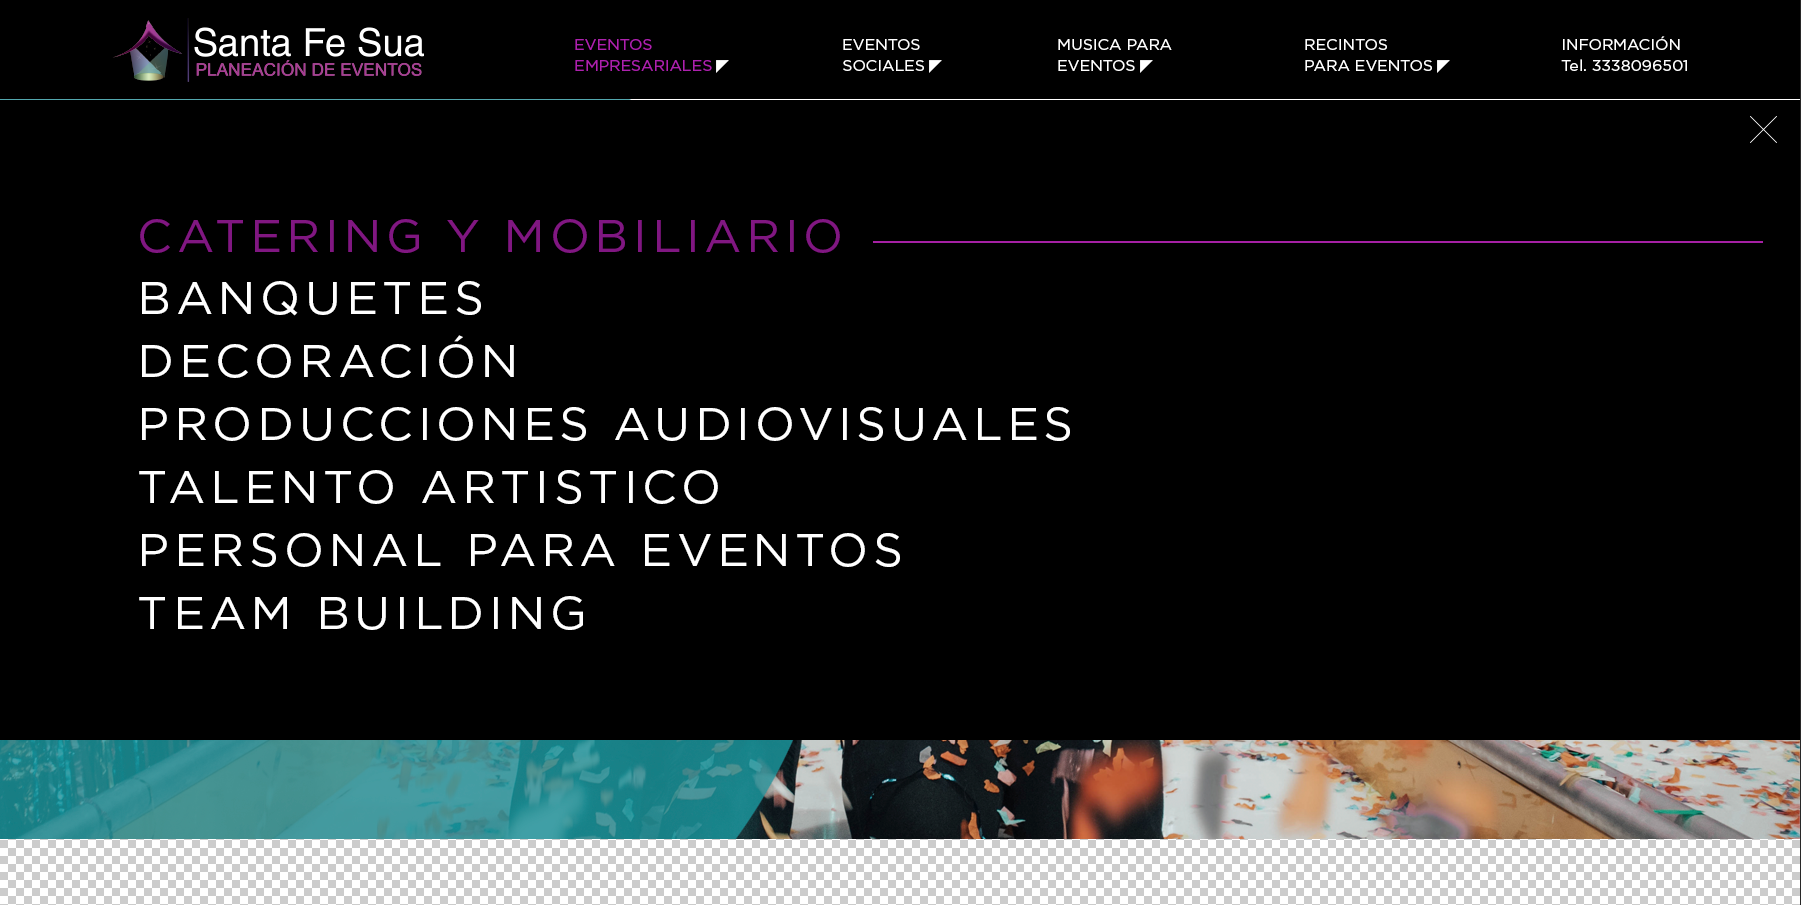 Santa Fe Sua
PLANEACIÓN DE EVENTOS
EVENTOS
EMPRESARIALES
EVENTOS
SOCIALES
MUSICA PARA
EVENTOS
RECINTOS
PARA EVENTOS
INFORMACIÓN
Tel. 3338096501
CATERING Y MOBILIARIO
BANQUETES
DECORACIÓN
PRODUCCIONES AUDIOVISUALES
TALENTO ARTISTICO
PERSONAL PARA EVENTOS
TEAM BUILDING